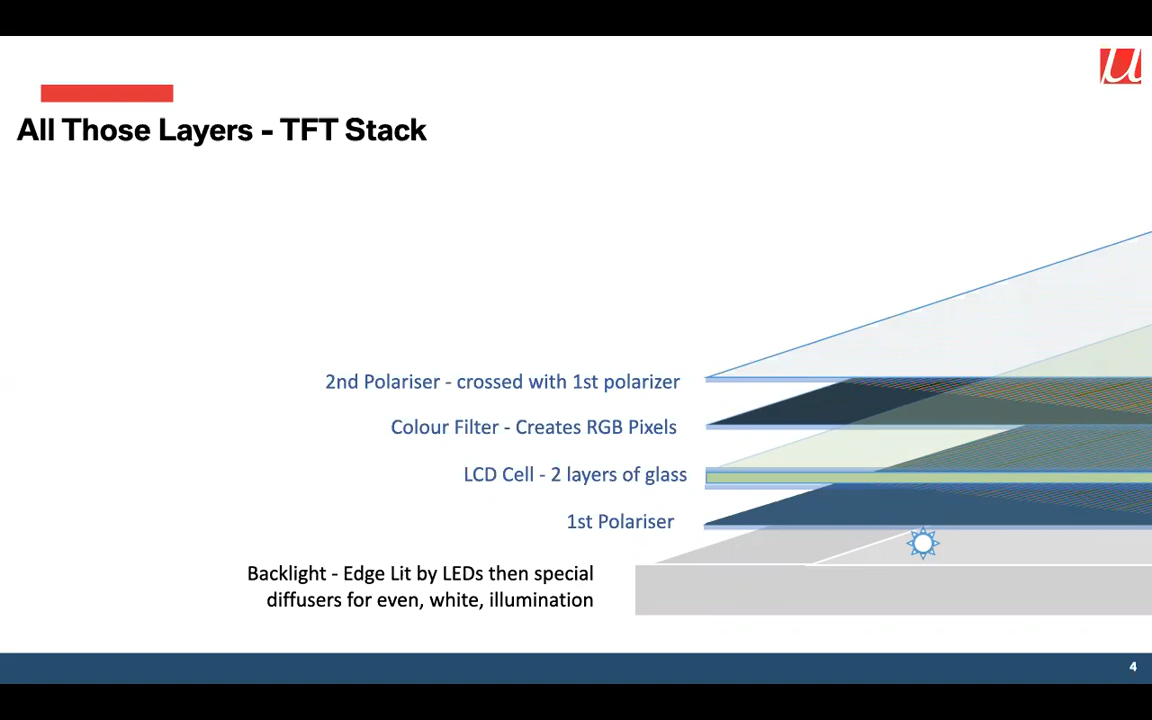 All Those Layers - TFT Stack
2nd Polariser - crossed with 1st polarizer
Colour Filter - Creates RGB Pixels
LCD Cell - 2 layers of glass
1st Polariser
Backlight - Edge Lit by LEDs then special
diffusers for even, white, illumination
4